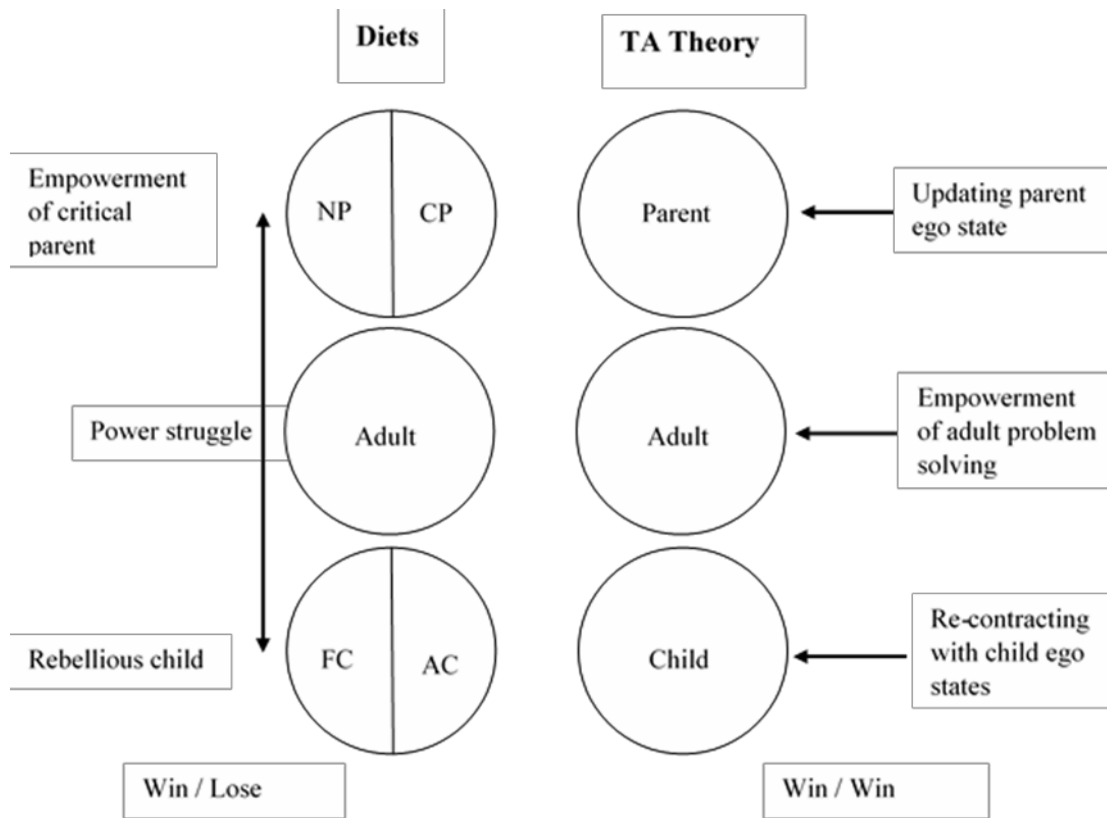 Diets
TA Theory
Empowerment
of critical
parent
NP
CP
Parent
Updating parent
ego state
Power struggle
Adult
Adult
Empowerment
of adult problem
solving
Rebellious child
FC
AC
Child
Re-contracting
with child ego
states
Win / Lose
Win / Win